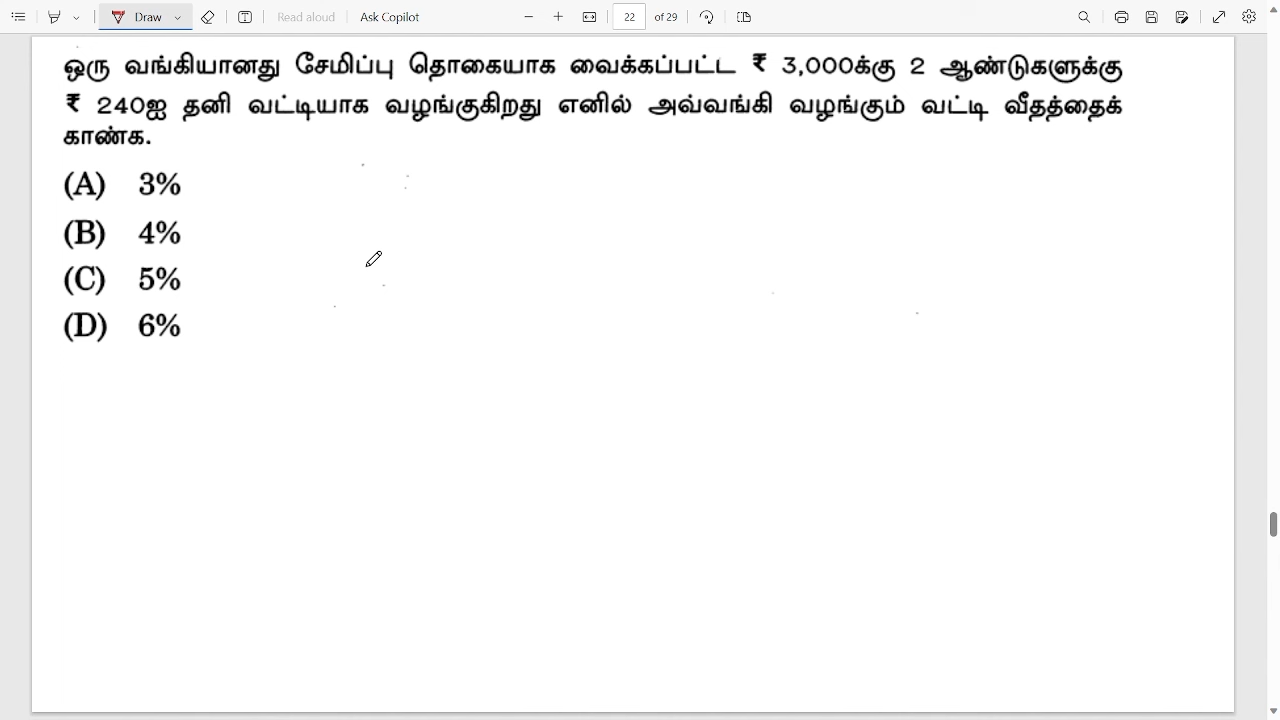 Draw
Read aloud
Ask Copilot
22
of 29
ஒரு வங்கியானது சேமிப்பு தொகையாக வைக்கப்பட்ட ₹ 3,000க்கு 2 ஆண்டுகளுக்கு
₹ 240ஐ தனி வட்டியாக வழங்குகிறது எனில் அவ்வங்கி வழங்கும் வட்டி வீதத்தைக்
காண்க.
(A) 3%
(B) 4%
(C) 5%
(D) 6%